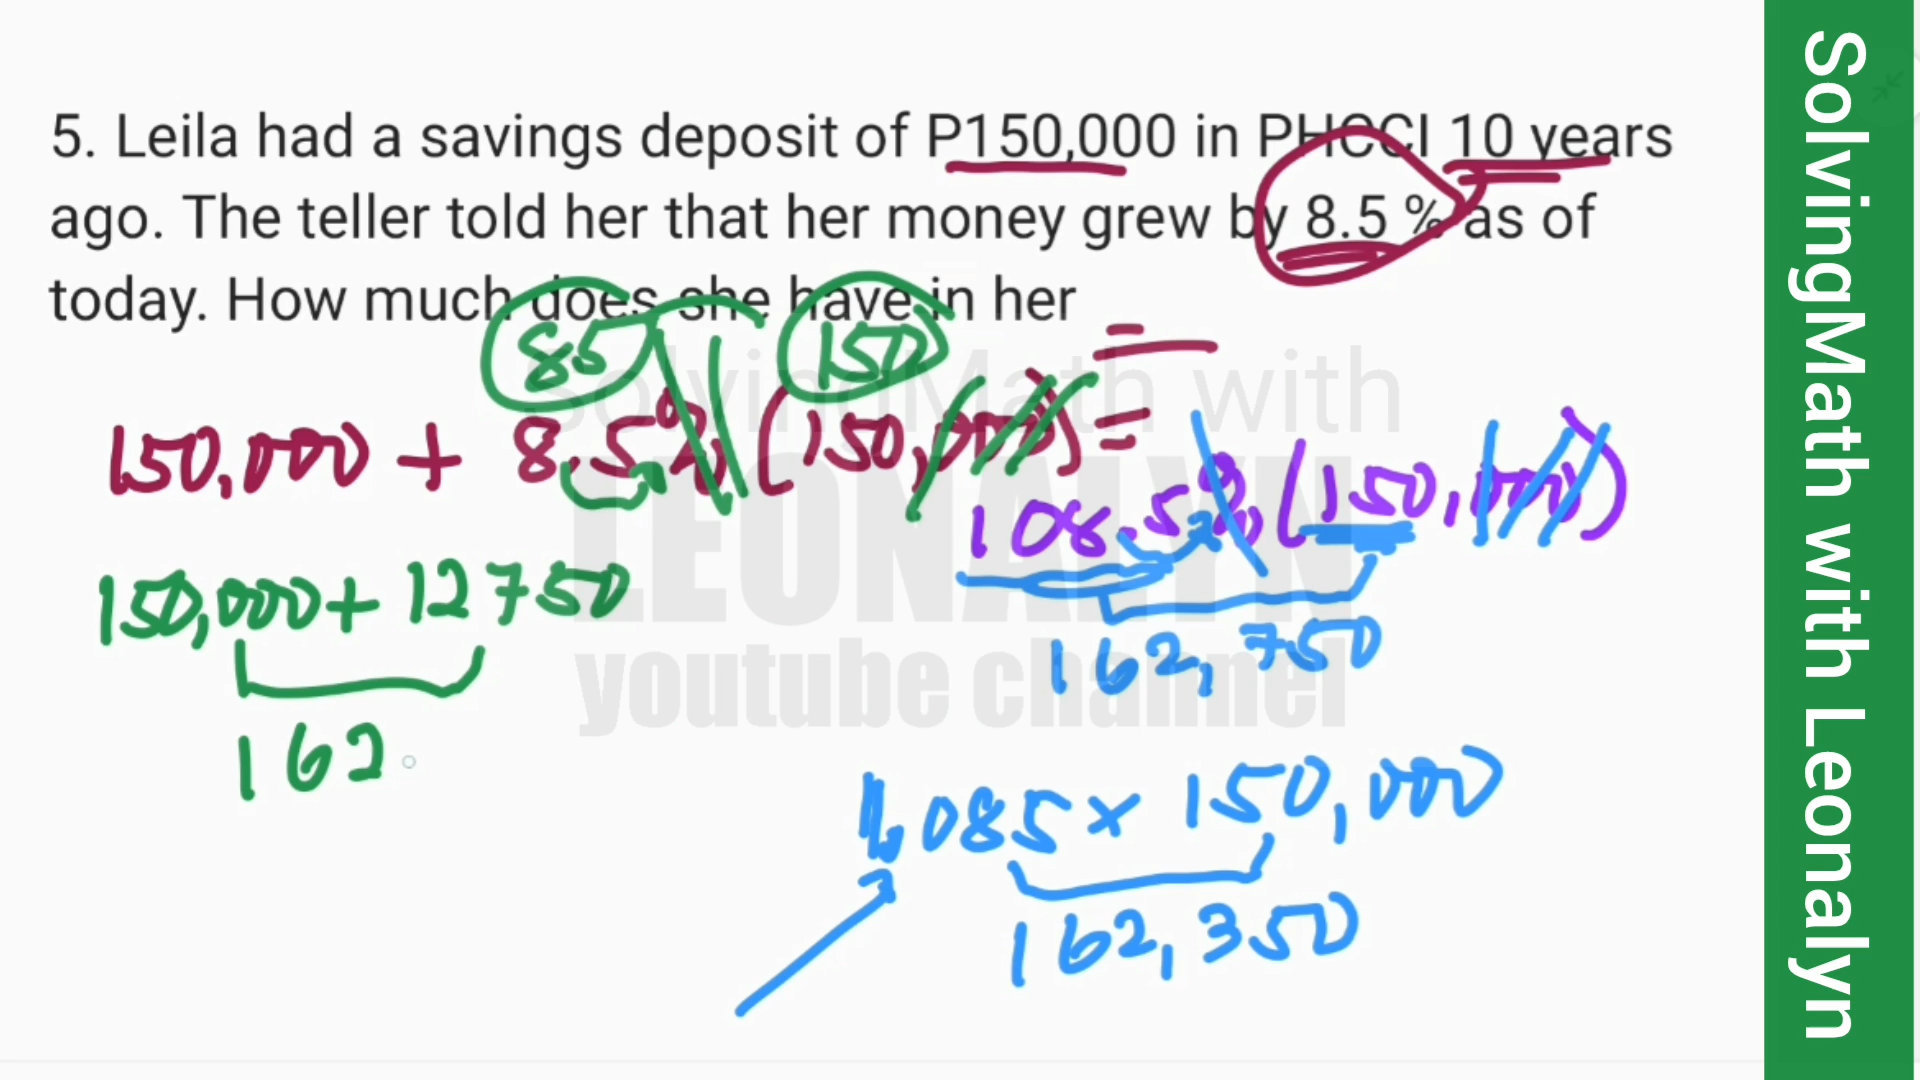 5. Leila had a savings deposit of P150,000 in PHCCI 10 years
ago. The teller told her that her money grew by 8.5 % as of
today. How much does she have in her
85 150
150,000 + 8.5% (150,000) =
108.5% (150,000)
150,000 + 12750
162,750
162
1.085 x 150,000
162,350
SolvingMath with
LEONALYN
youtube channel
SolvingMath with Leonalyn